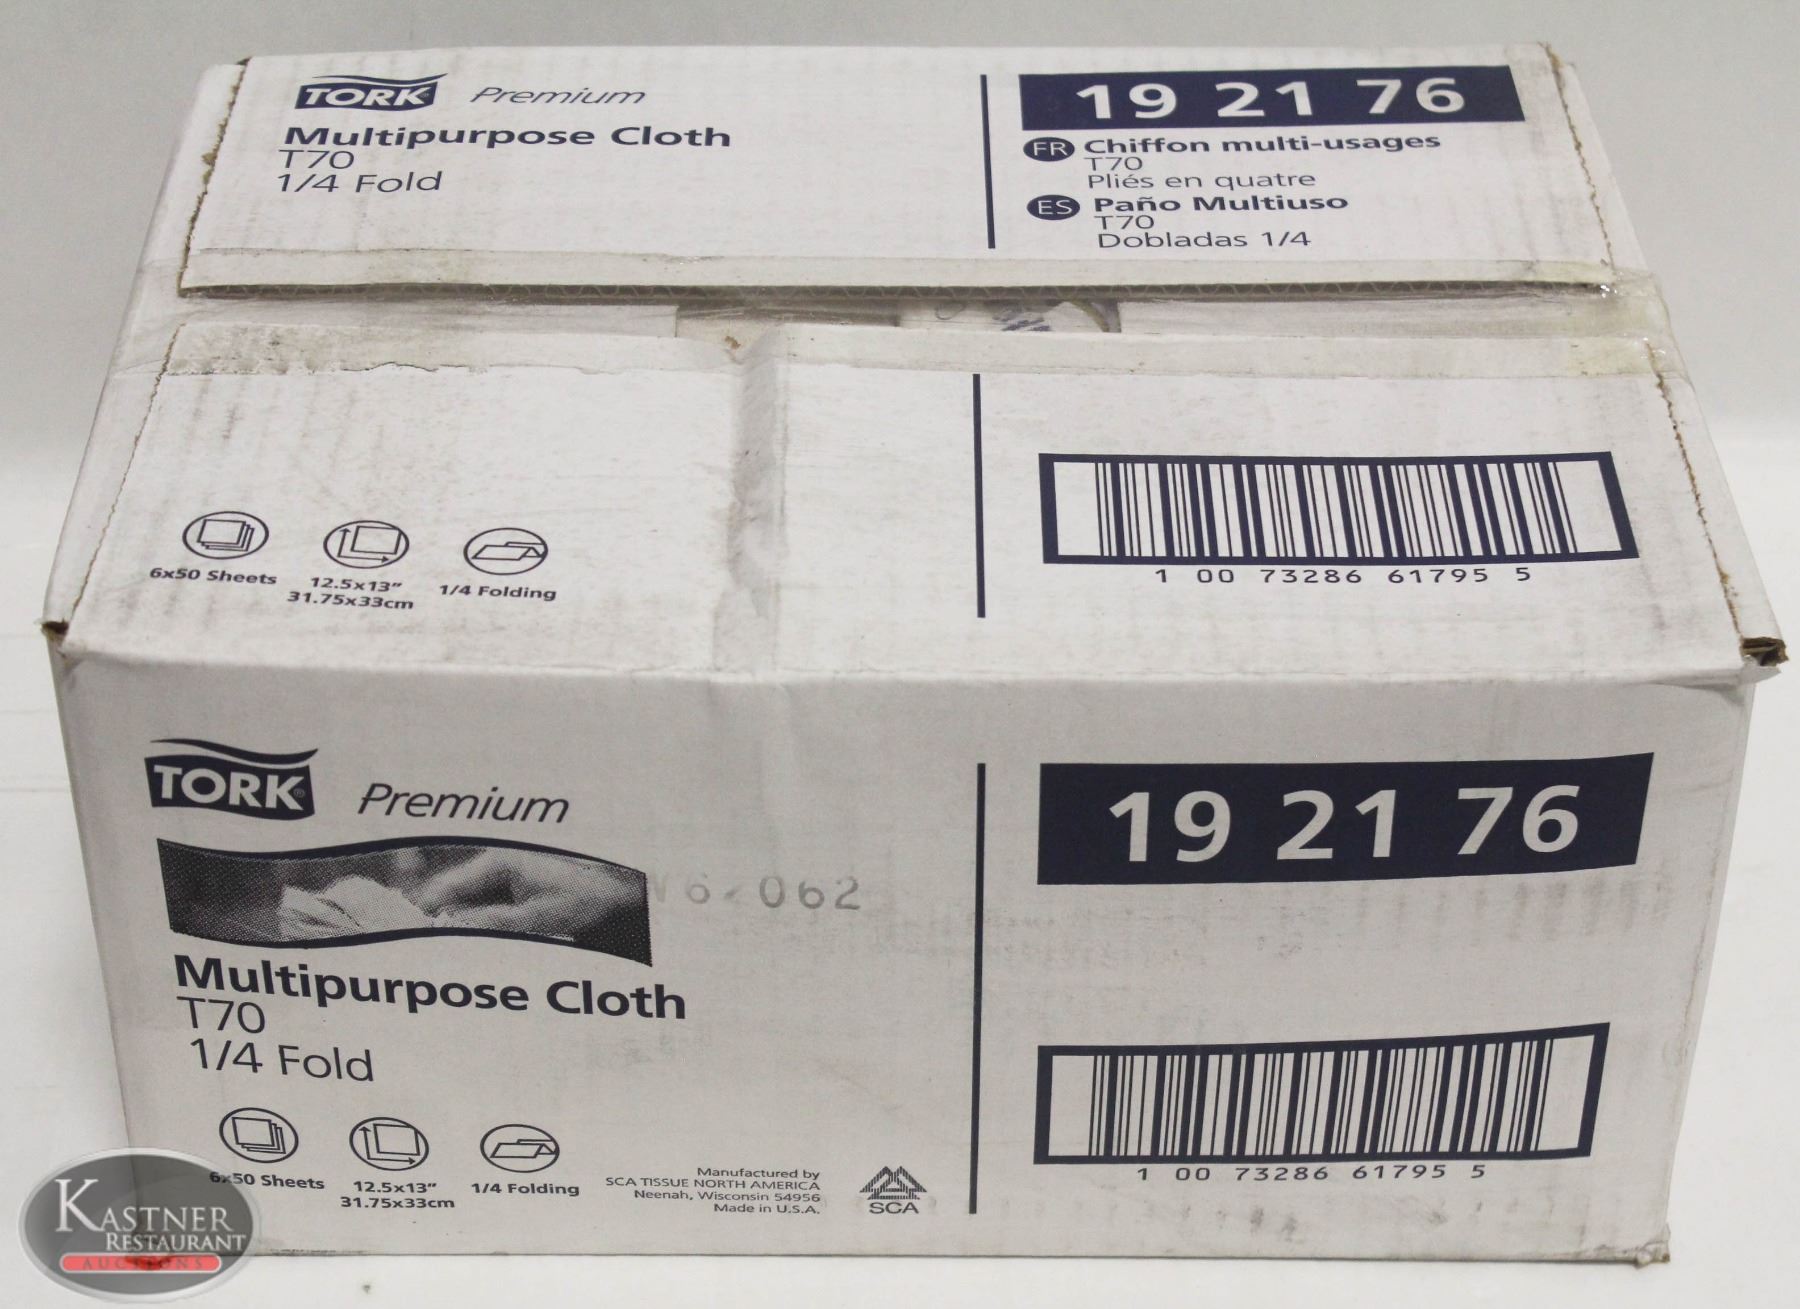 TORK® Premium
Multipurpose Cloth
T70
1/4 Fold
19 21 76
FR Chiffon multi-usages
T70
Pliés en quatre
ES Paño Multiuso
T70
Dobladas 1/4
6x50 Sheets
12.5x13"
31.75x33cm
1/4 Folding
1 00 73286 61795 5
TORK® Premium
Multipurpose Cloth
T70
1/4 Fold
6x50 Sheets
12.5x13"
31.75x33cm
1/4 Folding
Manufactured by
SCA TISSUE NORTH AMERICA
Neenah, Wisconsin 54956
Made in U.S.A.
SCA
19 21 76
1 00 73286 61795 5
KASTNER
RESTAURANT
AUCTIONS